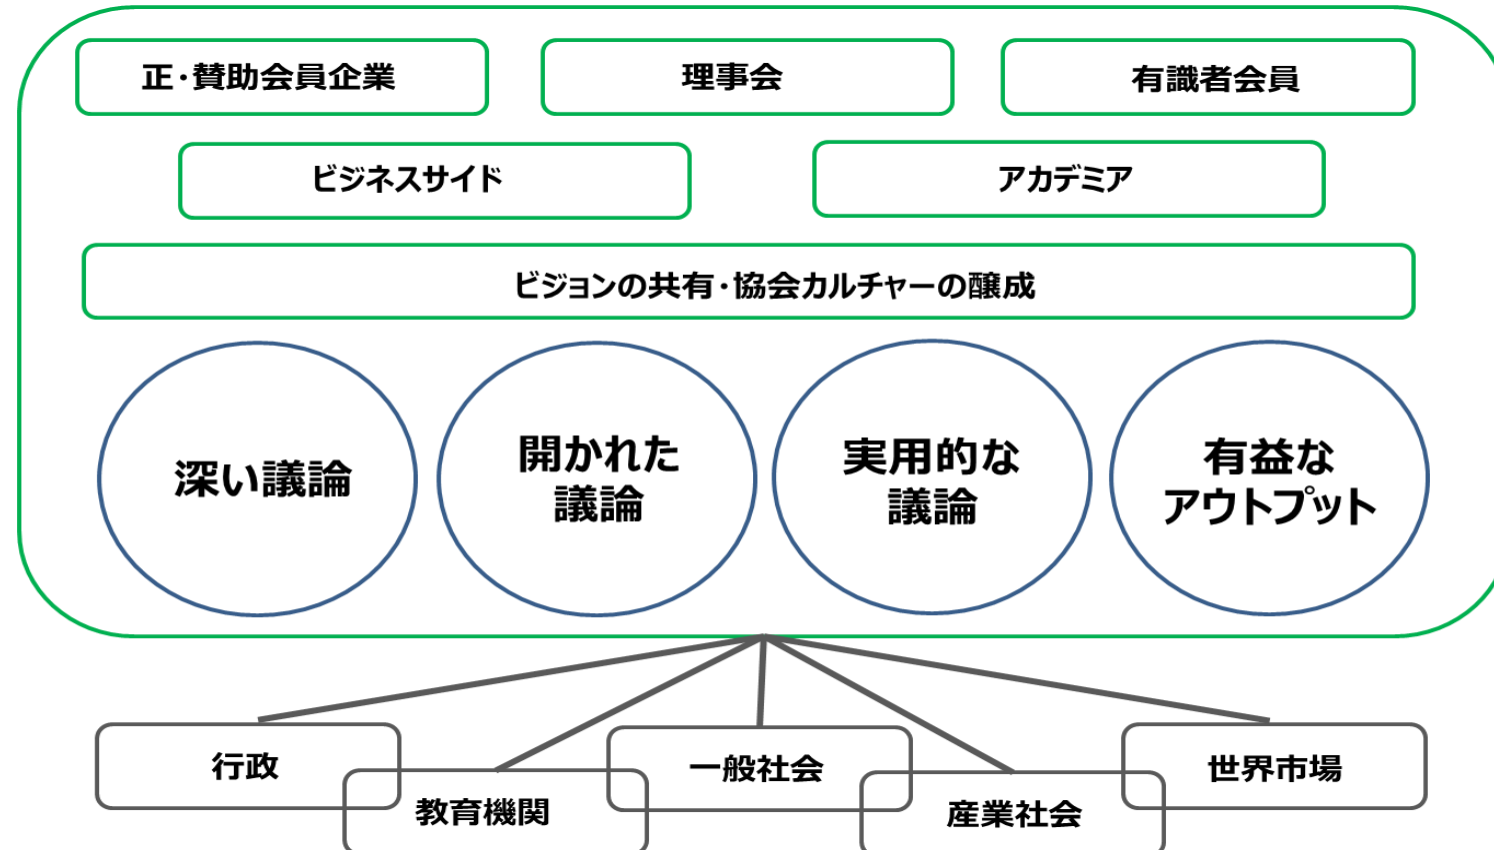 正・賛助会員企業
理事会
有識者会員
ビジネスサイド
アカデミア
ビジョンの共有・協会カルチャーの醸成
深い議論
開かれた
議論
実用的な
議論
有益な
アウトプット
行政
教育機関
一般社会
産業社会
世界市場